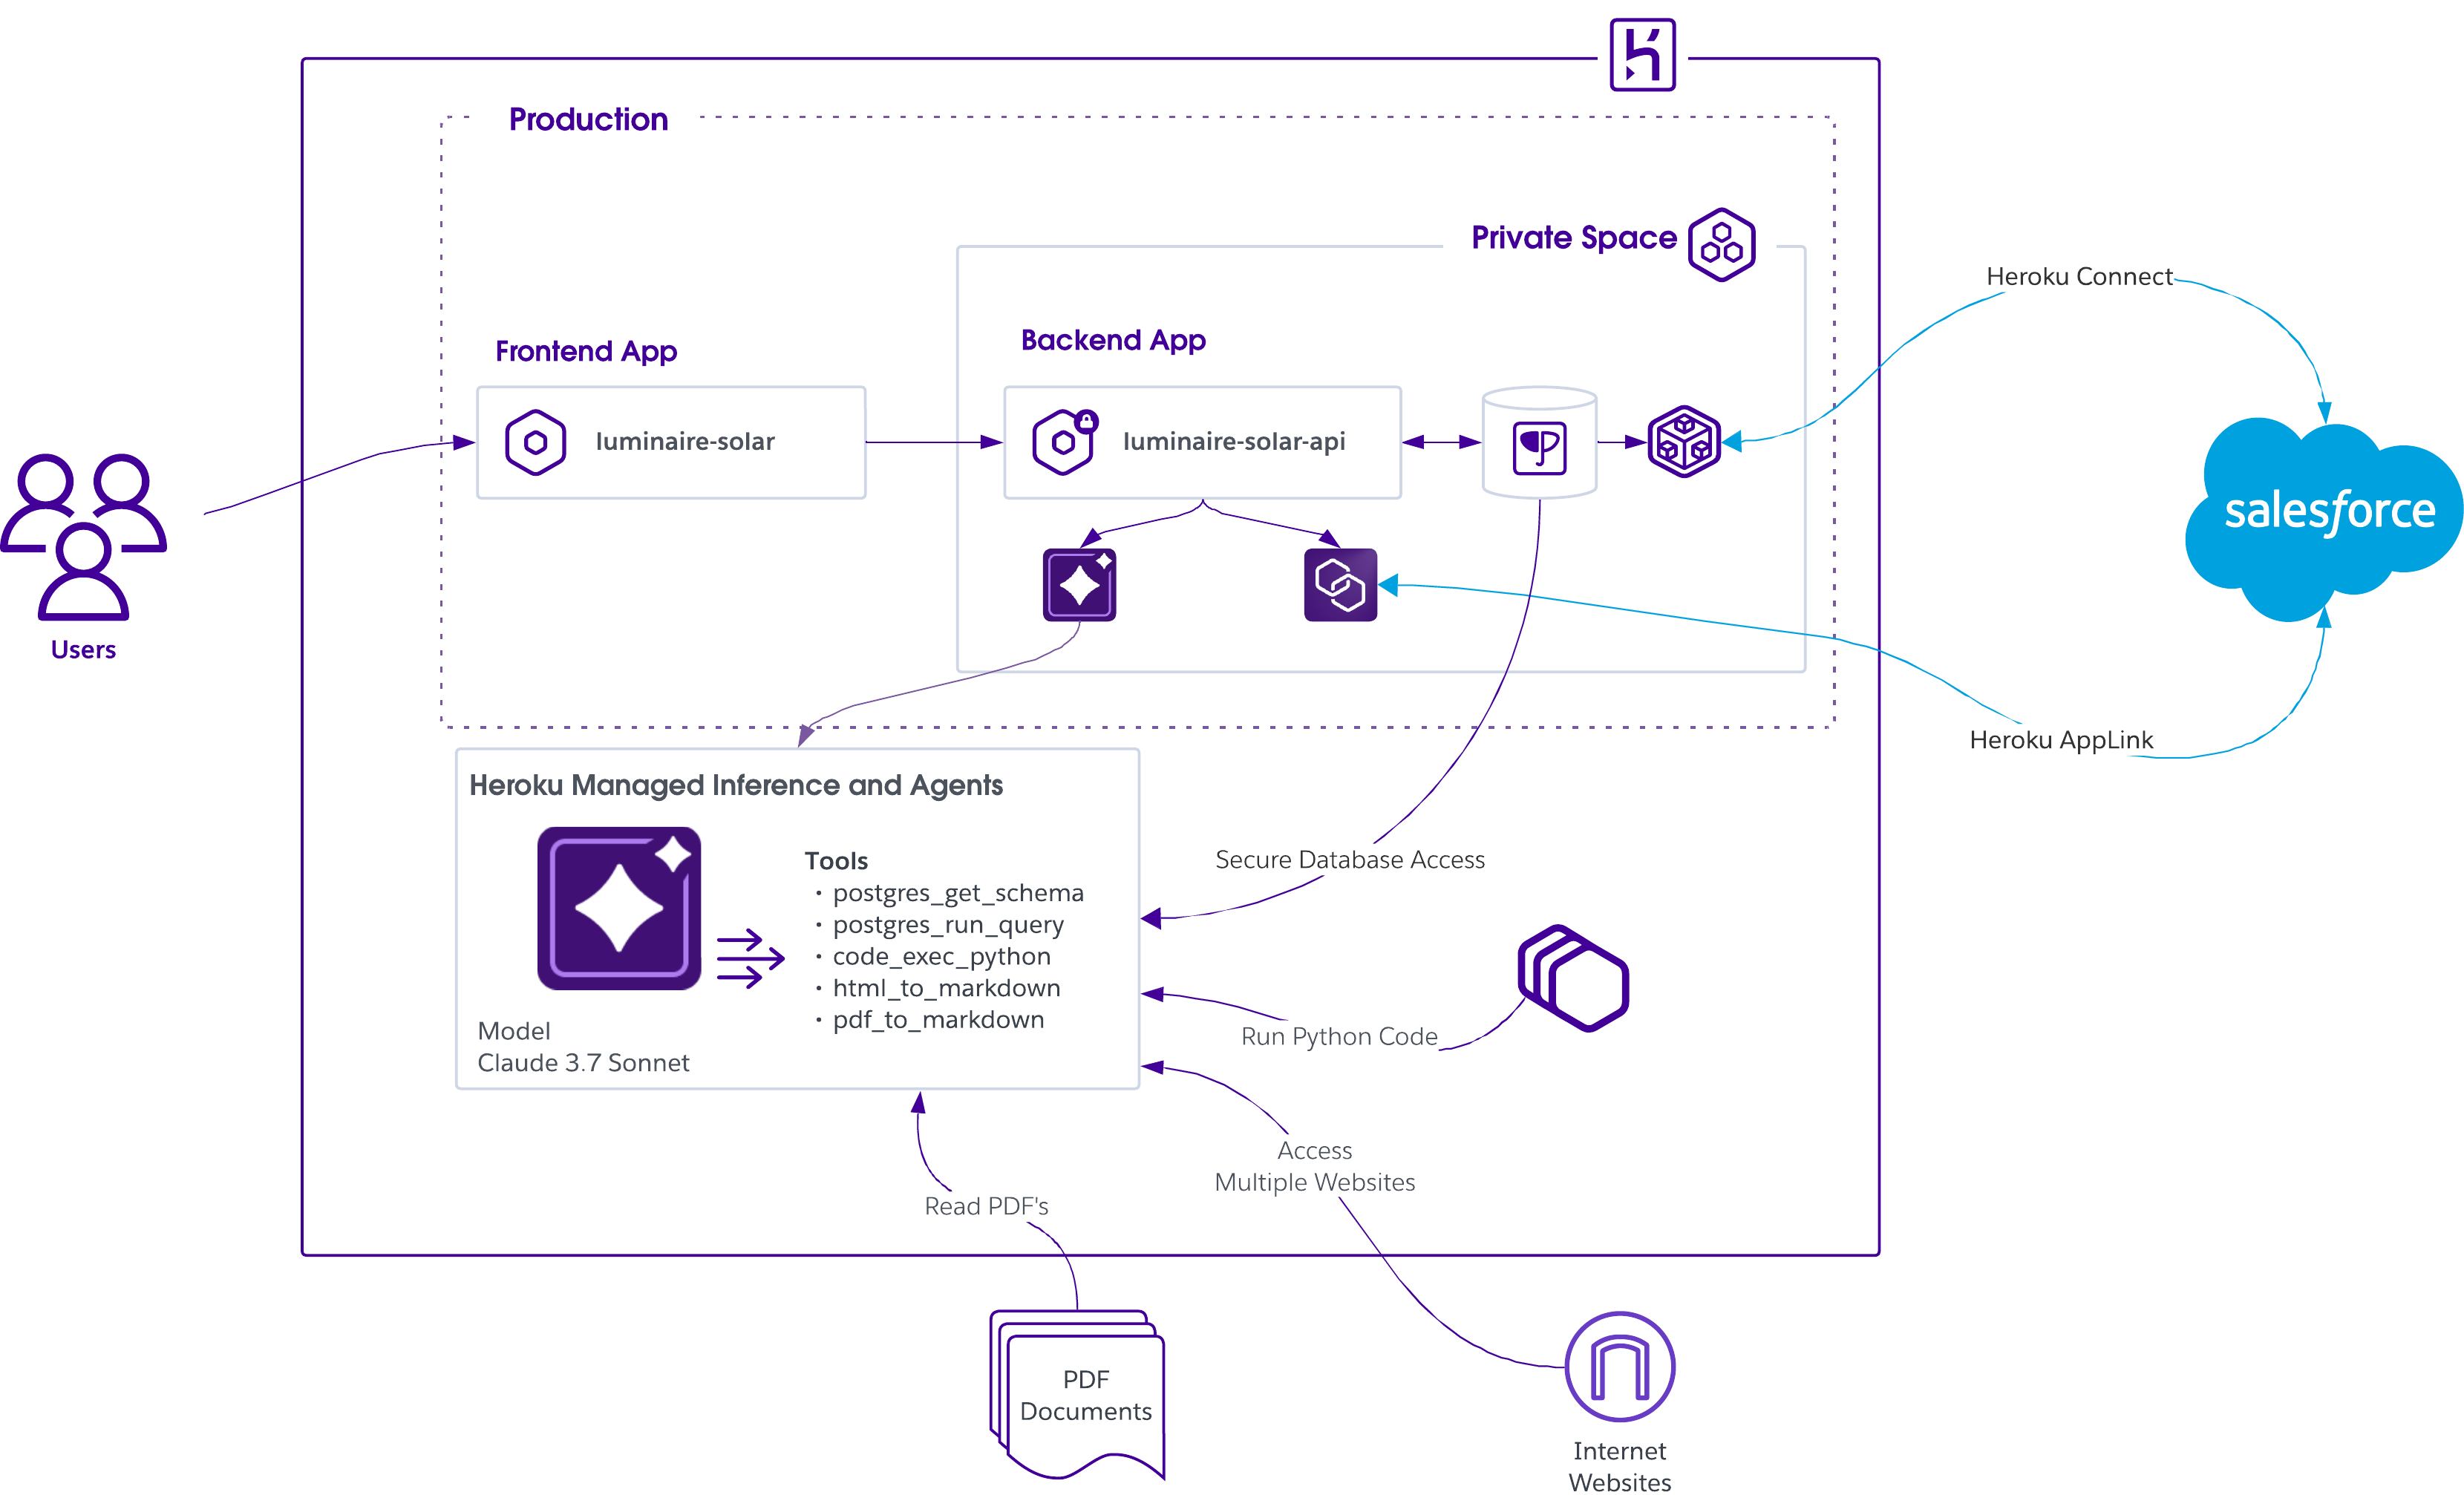 Production
Private Space
Heroku Connect
Frontend App
Backend App
luminaire-solar
luminaire-solar-api
salesforce
Users
Heroku AppLink
Heroku Managed Inference and Agents
Tools
• postgres_get_schema
• postgres_run_query
• code_exec_python
• html_to_markdown
• pdf_to_markdown
Model
Claude 3.7 Sonnet
Secure Database Access
Run Python Code
Access
Multiple Websites
Read PDF's
PDF
Documents
Internet
Websites